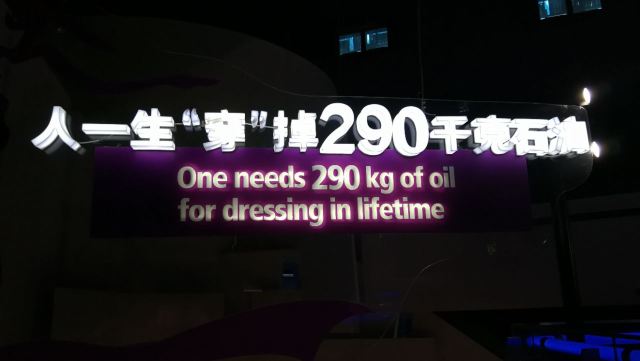 人一生“穿”掉290千克石油
One needs 290 kg of oil
for dressing in lifetime